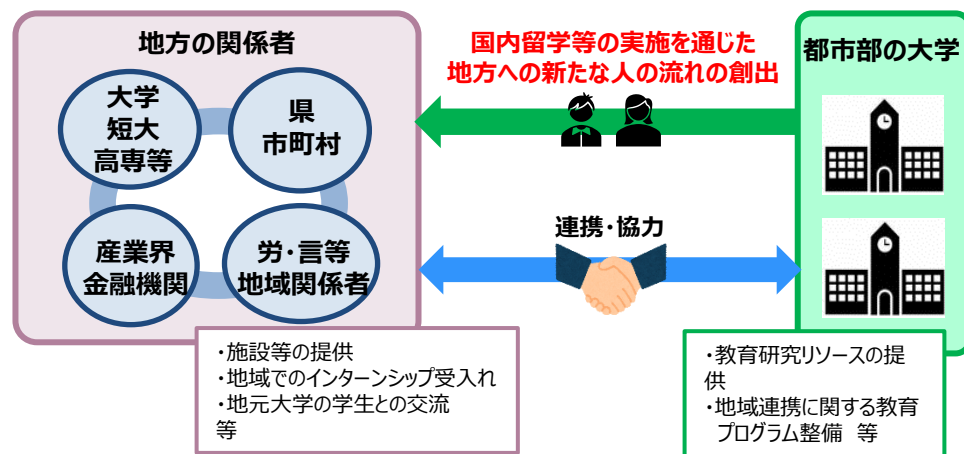 地方の関係者
大学
短大
高専等
県
市町村
産業界
金融機関
労・言等
地域関係者
・施設等の提供
・地域でのインターンシップ受入れ
・地元大学の学生との交流
等
国内留学等の実施を通じた
地方への新たな人の流れの創出
連携・協力
都市部の大学
・教育研究リソースの提
供
・地域連携に関する教育
プログラム整備　等